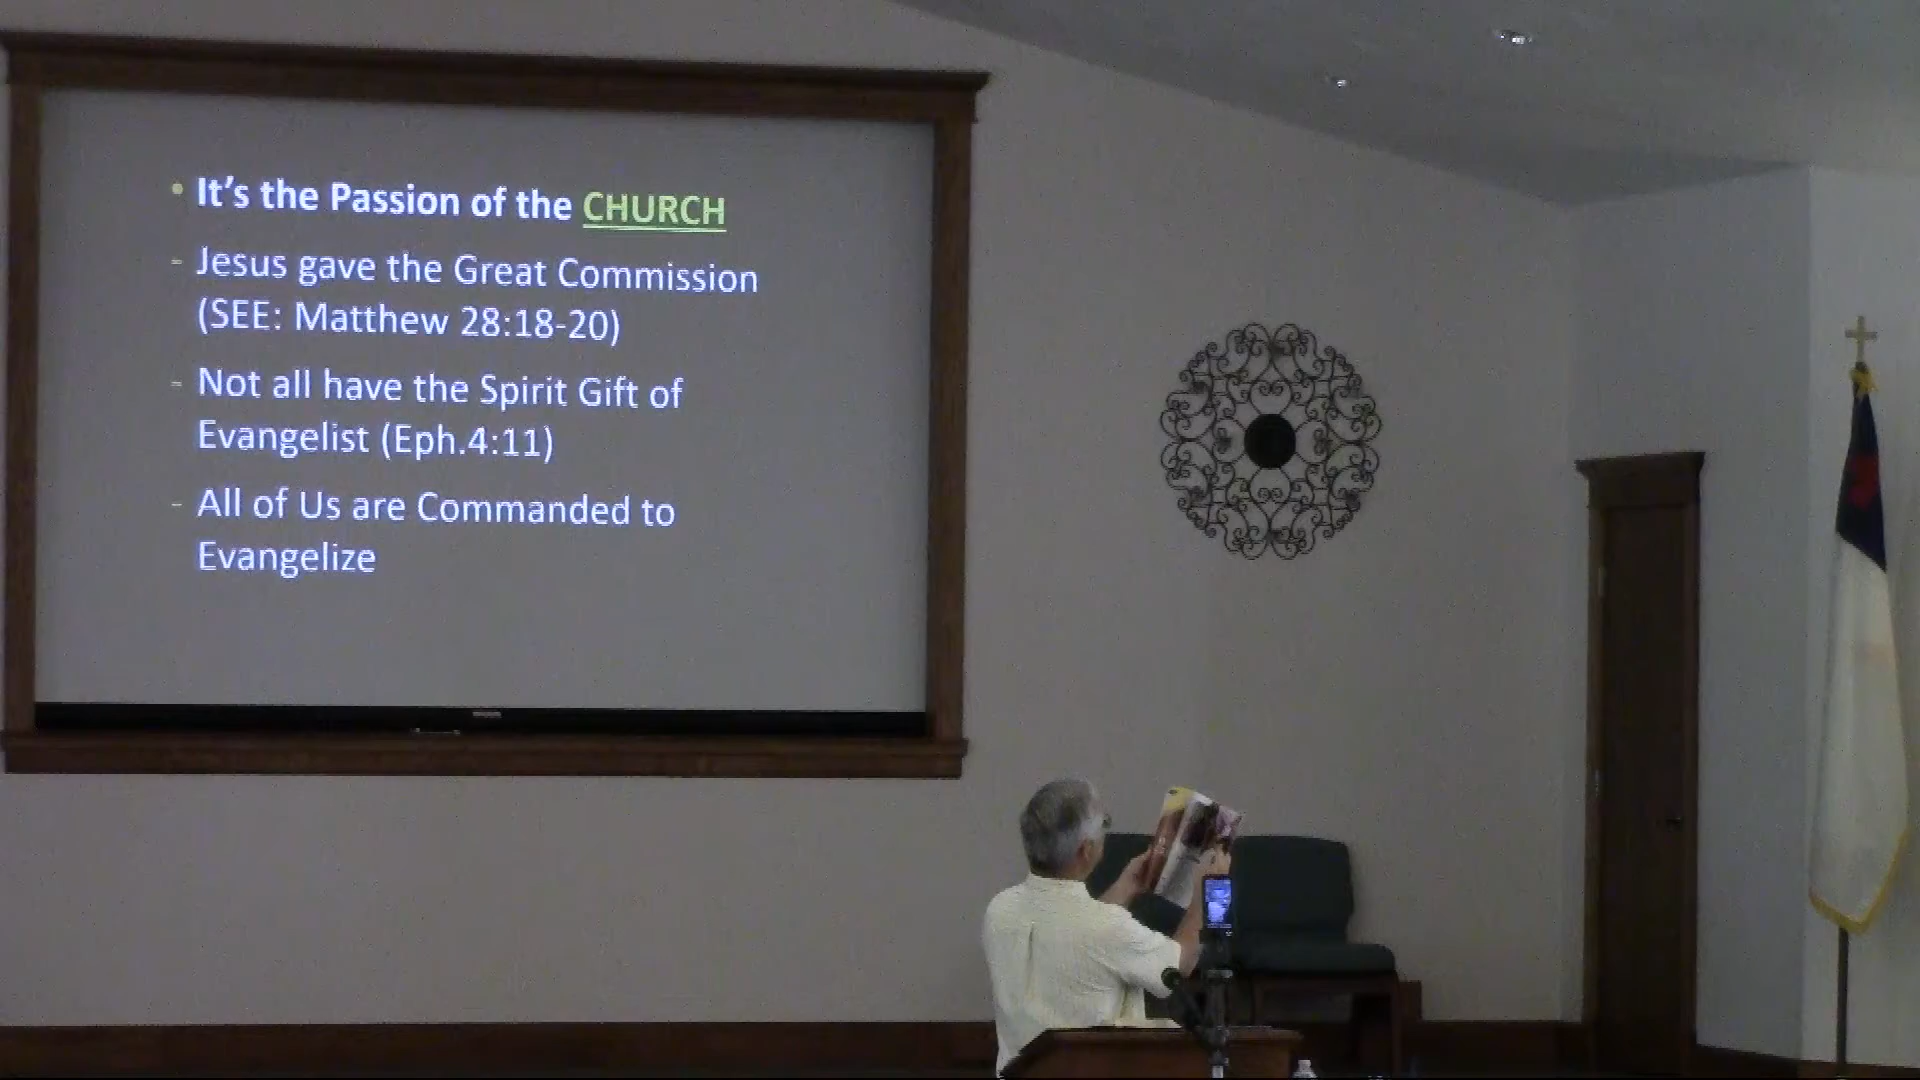 • It's the Passion of the CHURCH
- Jesus gave the Great Commission
(SEE: Matthew 28:18-20)
- Not all have the Spirit Gift of
Evangelist (Eph.4:11)
- All of Us are Commanded to
Evangelize